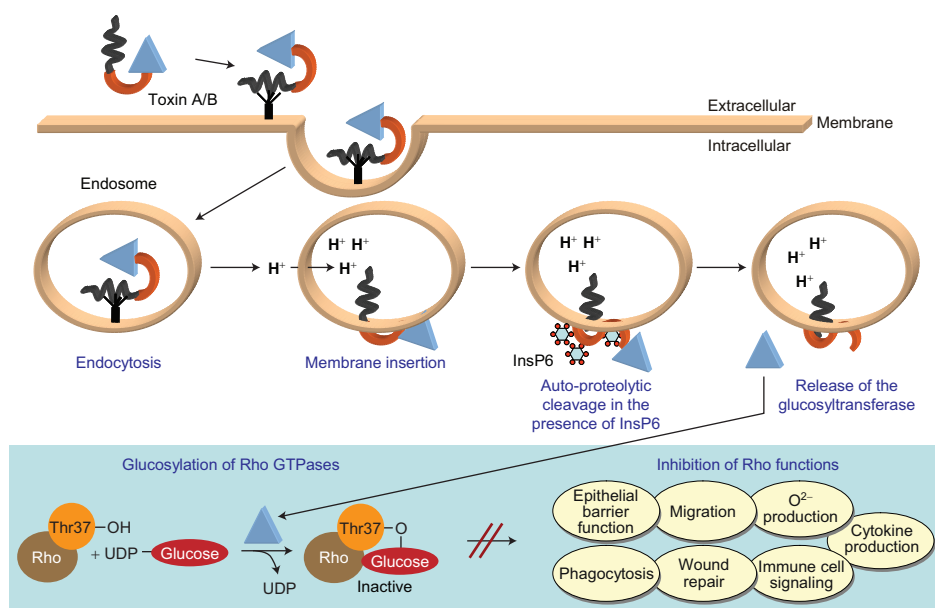 Toxin A/B
Extracellular
Membrane
Intracellular
Endosome
H⁺
H⁺ H⁺
H⁺
H⁺ H⁺
H⁺
H⁺
H⁺
H⁺
InsP6
Endocytosis
Membrane insertion
Auto-proteolytic
cleavage in the
presence of InsP6
Release of the
glucosyltransferase
Glucosylation of Rho GTPases
Thr37 OH
Rho
+ UDP Glucose
UDP
Thr37 O
Rho Glucose
Inactive
Inhibition of Rho functions
Epithelial
barrier
function
Migration
O²⁻
production
Cytokine
production
Phagocytosis
Wound
repair
Immune cell
signaling